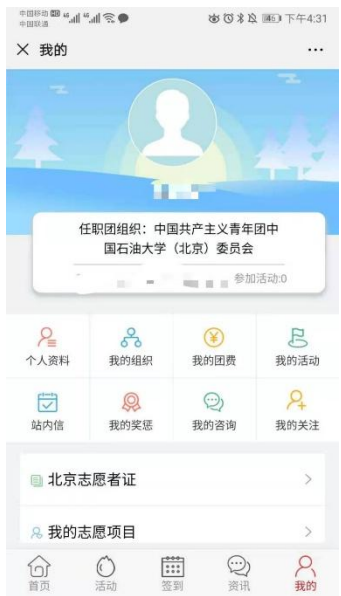 中国移动 HD 46
中国联通 46 下午4:31
我的
任职团组织：中国共产主义青年团中
国石油大学（北京）委员会
参加活动:0
个人资料 我的组织 我的团费 我的活动
站内信 我的奖惩 我的咨询 我的关注
北京志愿者证
我的志愿项目
首页 活动 签到 资讯 我的